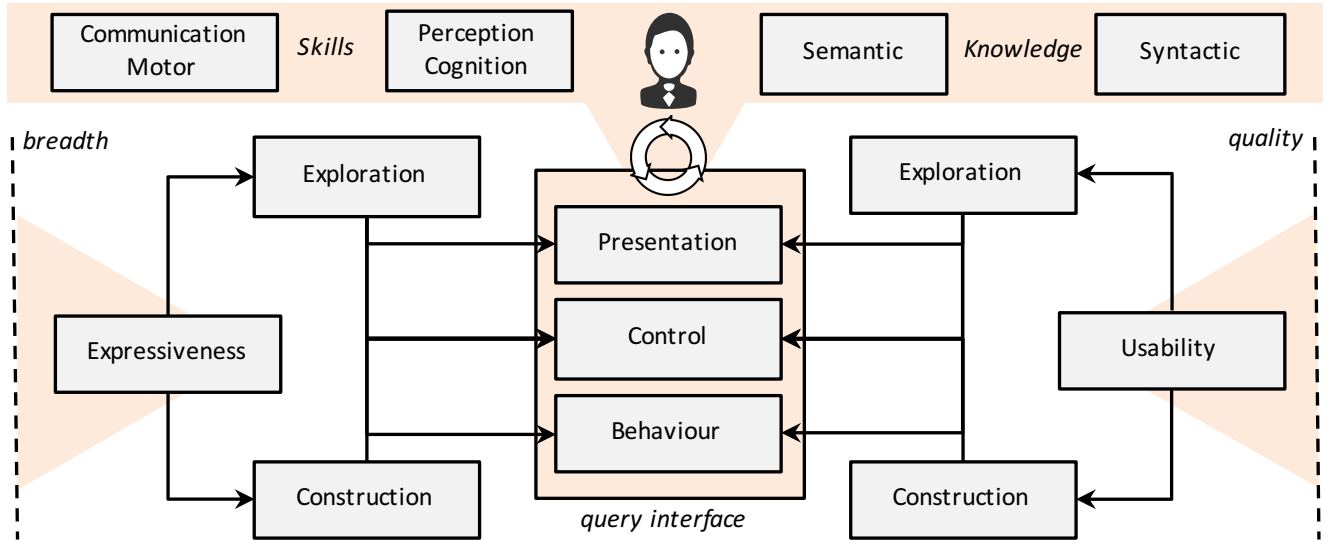 Communication
Motor
Skills
Perception
Cognition
Semantic
Knowledge
Syntactic
breadth
quality
Exploration
Exploration
Presentation
Expressiveness
Control
Usability
Behaviour
Construction
Construction
query interface